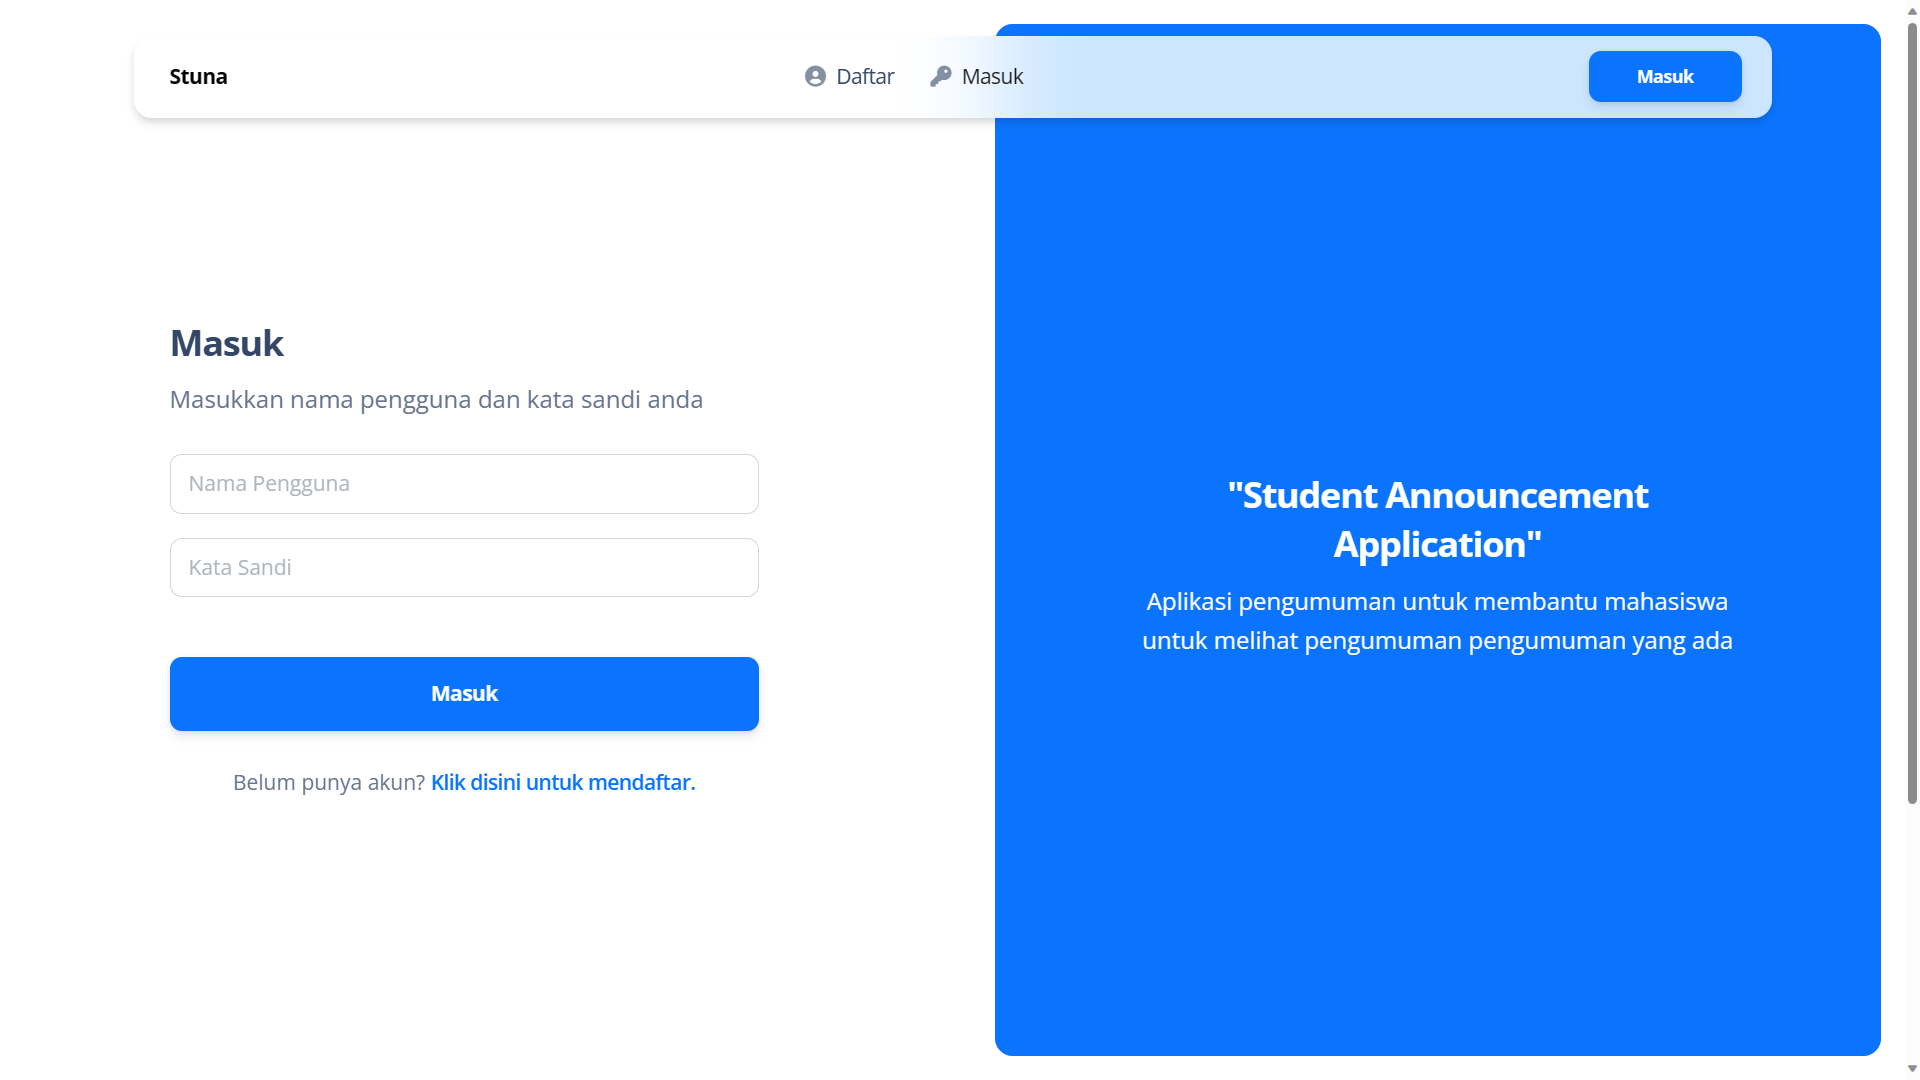 Stuna
Daftar
Masuk
Masuk
Masuk
Masukkan nama pengguna dan kata sandi anda
Nama Pengguna
Kata Sandi
Masuk
Belum punya akun? Klik disini untuk mendaftar.
"Student Announcement
Application"
Aplikasi pengumuman untuk membantu mahasiswa
untuk melihat pengumuman pengumuman yang ada